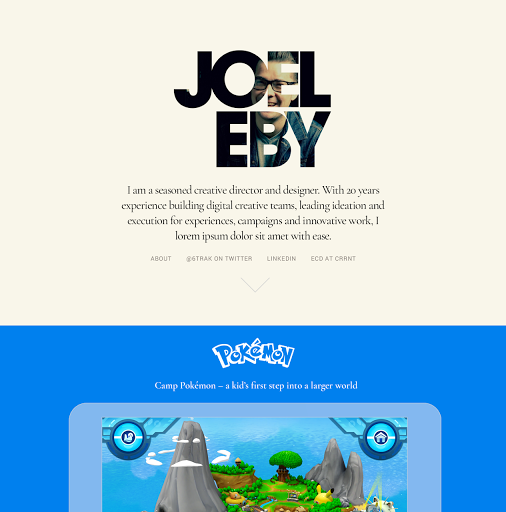 JOEL
EBY
I am a seasoned creative director and designer. With 20 years
experience building digital creative teams, leading ideation and
execution for experiences, campaigns and innovative work, I
lorem ipsum dolor sit amet with ease.
ABOUT @6TRAK ON TWITTER LINKEDIN ECD AT CRRNT
POKéMON
Camp Pokémon – a kid's first step into a larger world